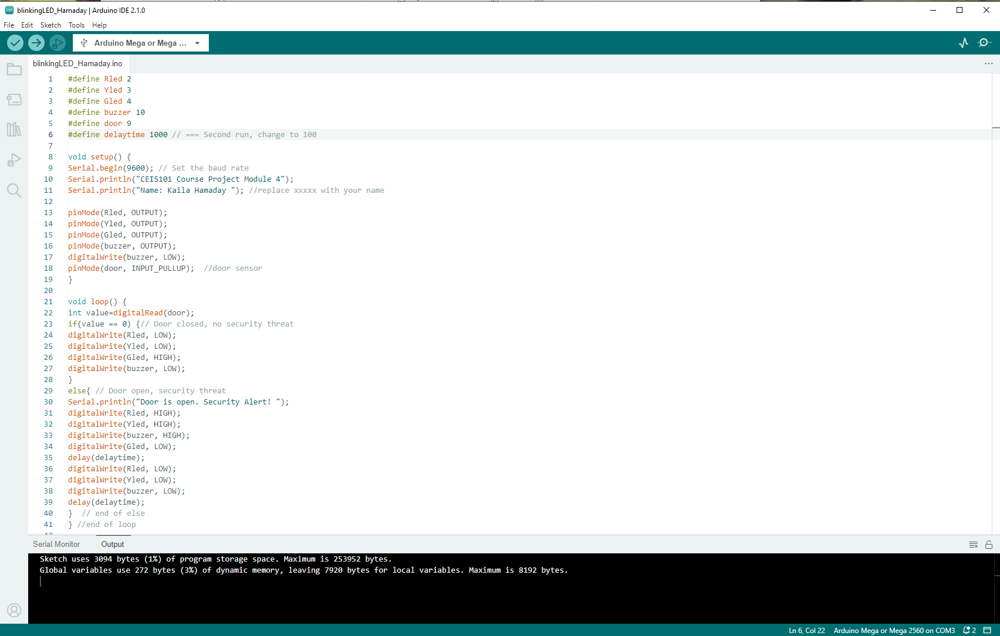 blinkingLED_Hamaday | Arduino IDE 2.1.0
File Edit Sketch Tools Help
Arduino Mega or Mega ...
blinkingLED_Hamaday.ino
1 #define Rled 2
2 #define Yled 3
3 #define Gled 4
4 #define buzzer 10
5 #define door 9
6 #define delaytime 1000 // === Second run, change to 100
7
8 void setup() {
9 Serial.begin(9600); // Set the baud rate
10 Serial.println("CEIS101 Course Project Module 4");
11 Serial.println("Name: Kaila Hamaday "); //replace xxxxx with your name
12
13 pinMode(Rled, OUTPUT);
14 pinMode(Yled, OUTPUT);
15 pinMode(Gled, OUTPUT);
16 pinMode(buzzer, OUTPUT);
17 digitalWrite(buzzer, LOW);
18 pinMode(door, INPUT_PULLUP);  //door sensor
19 }
20
21 void loop() {
22 int value=digitalRead(door);
23 if(value == 0) {// Door closed, no security threat
24 digitalWrite(Rled, LOW);
25 digitalWrite(Yled, LOW);
26 digitalWrite(Gled, HIGH);
27 digitalWrite(buzzer, LOW);
28 }
29 else{ // Door open, security threat
30 Serial.println("Door is open. Security Alert! ");
31 digitalWrite(Rled, HIGH);
32 digitalWrite(Yled, HIGH);
33 digitalWrite(buzzer, HIGH);
34 digitalWrite(Gled, LOW);
35 delay(delaytime);
36 digitalWrite(Rled, LOW);
37 digitalWrite(Yled, LOW);
38 digitalWrite(buzzer, LOW);
39 delay(delaytime);
40 }  // end of else
41 } //end of loop
Serial Monitor Output
Sketch uses 3094 bytes (1%) of program storage space. Maximum is 253952 bytes.
Global variables use 272 bytes (3%) of dynamic memory, leaving 7920 bytes for local variables. Maximum is 8192 bytes.
Ln 6, Col 22 Arduino Mega or Mega 2560 on COM3 2